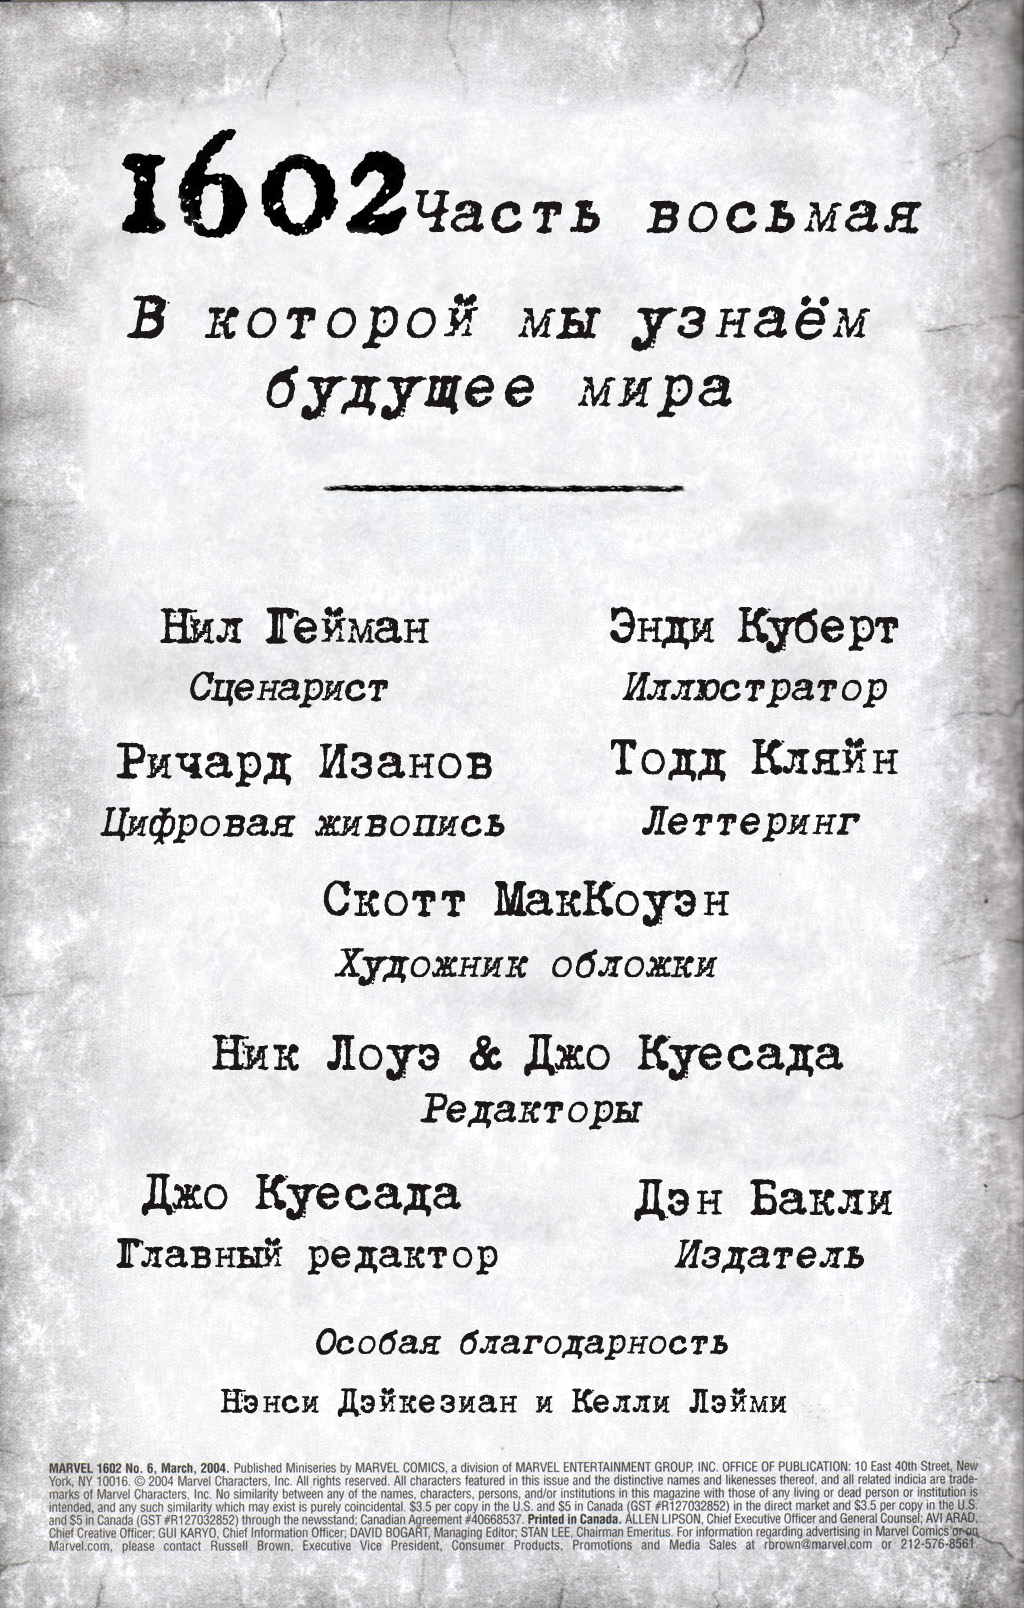 1602 Часть восьмая
В которой мы узнаём
будущее мира
Нил Гейман Энди Куберт
Сценарист Иллюстратор
Ричард Изанов Тодд Кляйн
Цифровая живопись Леттеринг
Скотт МакКоуэн
Художник обложки
Ник Лоуэ & Джо Куесада
Редакторы
Джо Куесада Дэн Бакли
Главный редактор Издатель
Особая благодарность
Нэнси Дэйкезиан и Келли Лэйми
MARVEL 1602 No. 6, March, 2004. Published Miniseries by MARVEL COMICS, a division of MARVEL ENTERTAINMENT GROUP, INC. OFFICE OF PUBLICATION: 10 East 40th Street, New
York, NY 10016. © 2004 Marvel Characters, Inc. All rights reserved. All characters featured in this issue and the distinctive names and likenesses thereof, and all related indicia are trade-
marks of Marvel Characters, Inc. No similarity between any of the names, characters, persons, and/or institutions in this magazine with those of any living or dead person or institution is
intended, and any such similarity which may exist is purely coincidental. $3.5 per copy in the U.S. and $5 in Canada (GST #R127032852) in the direct market and $3.5 per copy in the U.S.
and $5 in Canada (GST #R127032852) through the newsstand; Canadian Agreement #40668537. Printed in Canada. ALLEN LIPSON, Chief Executive Officer and General Counsel; AVI ARAD,
Chief Creative Officer; GUI KARYO, Chief Information Officer; DAVID BOGART, Managing Editor; STAN LEE, Chairman Emeritus. For information regarding advertising in Marvel Comics or on
Marvel.com, please contact Russell Brown, Executive Vice President, Consumer Products, Promotions and Media Sales at rbrown@marvel.com or 212-576-8561.